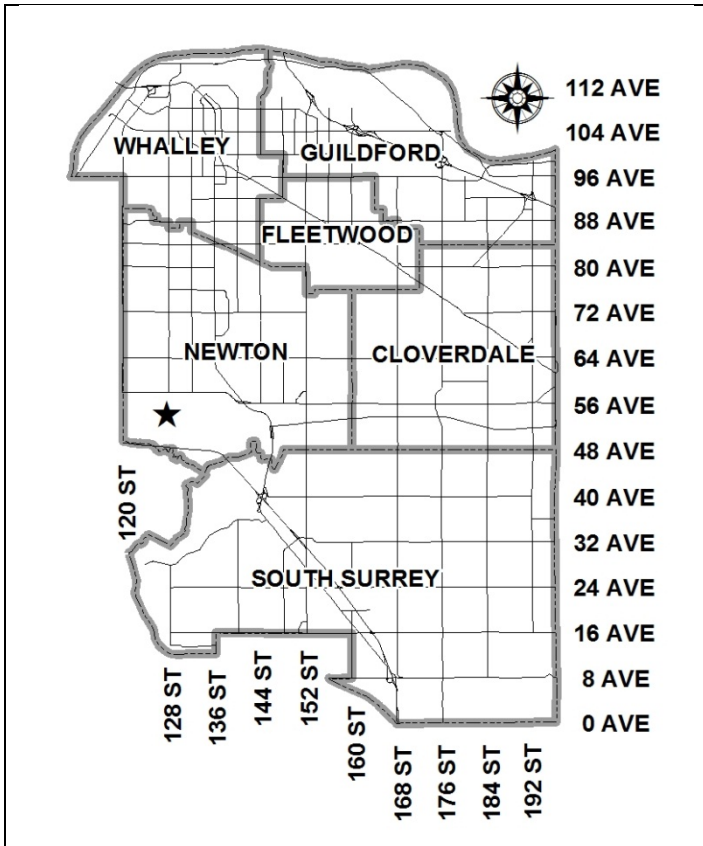 112 AVE
104 AVE
WHALLEY
GUILDFORD
96 AVE
88 AVE
FLEETWOOD
80 AVE
72 AVE
NEWTON
CLOVERDALE
64 AVE
56 AVE
48 AVE
120 ST
40 AVE
32 AVE
SOUTH SURREY
24 AVE
16 AVE
8 AVE
0 AVE
128 ST
136 ST
144 ST
152 ST
160 ST
168 ST
176 ST
184 ST
192 ST